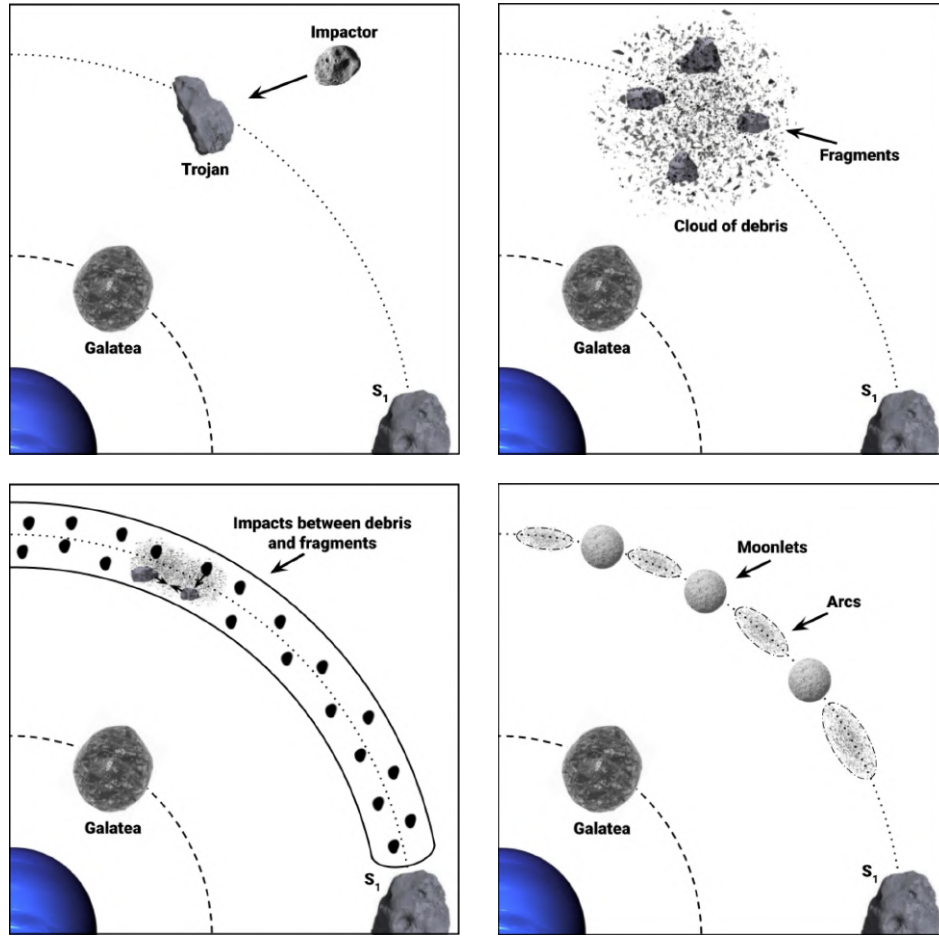 Impactor
Trojan
Galatea
S1
Fragments
Cloud of debris
Galatea
S1
Impacts between debris
and fragments
Galatea
S1
Moonlets
Arcs
Galatea
S1